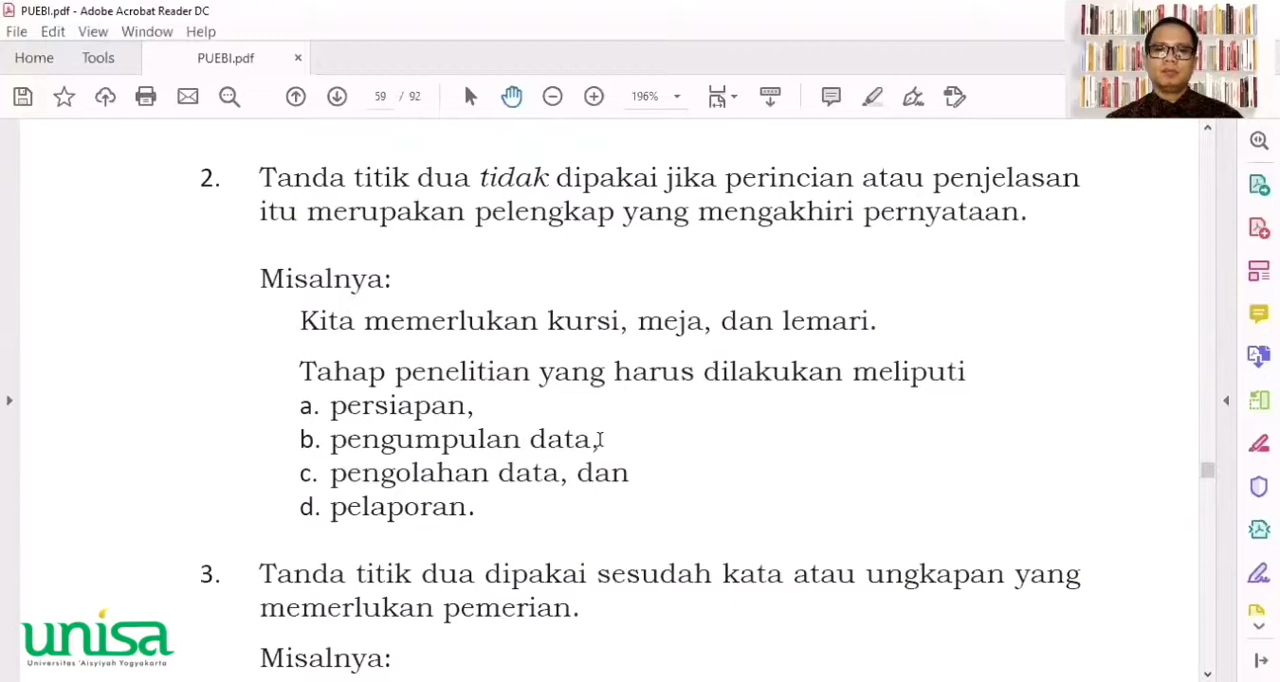 PUEBI.pdf - Adobe Acrobat Reader DC
File Edit View Window Help
Home Tools PUEBI.pdf ×
59 / 92 196%
2. Tanda titik dua tidak dipakai jika perincian atau penjelasan
itu merupakan pelengkap yang mengakhiri pernyataan.
Misalnya:
Kita memerlukan kursi, meja, dan lemari.
Tahap penelitian yang harus dilakukan meliputi
a. persiapan,
b. pengumpulan data,
c. pengolahan data, dan
d. pelaporan.
3. Tanda titik dua dipakai sesudah kata atau ungkapan yang
memerlukan pemerian.
Misalnya:
unisa
Universitas 'Aisyiyah Yogyakarta